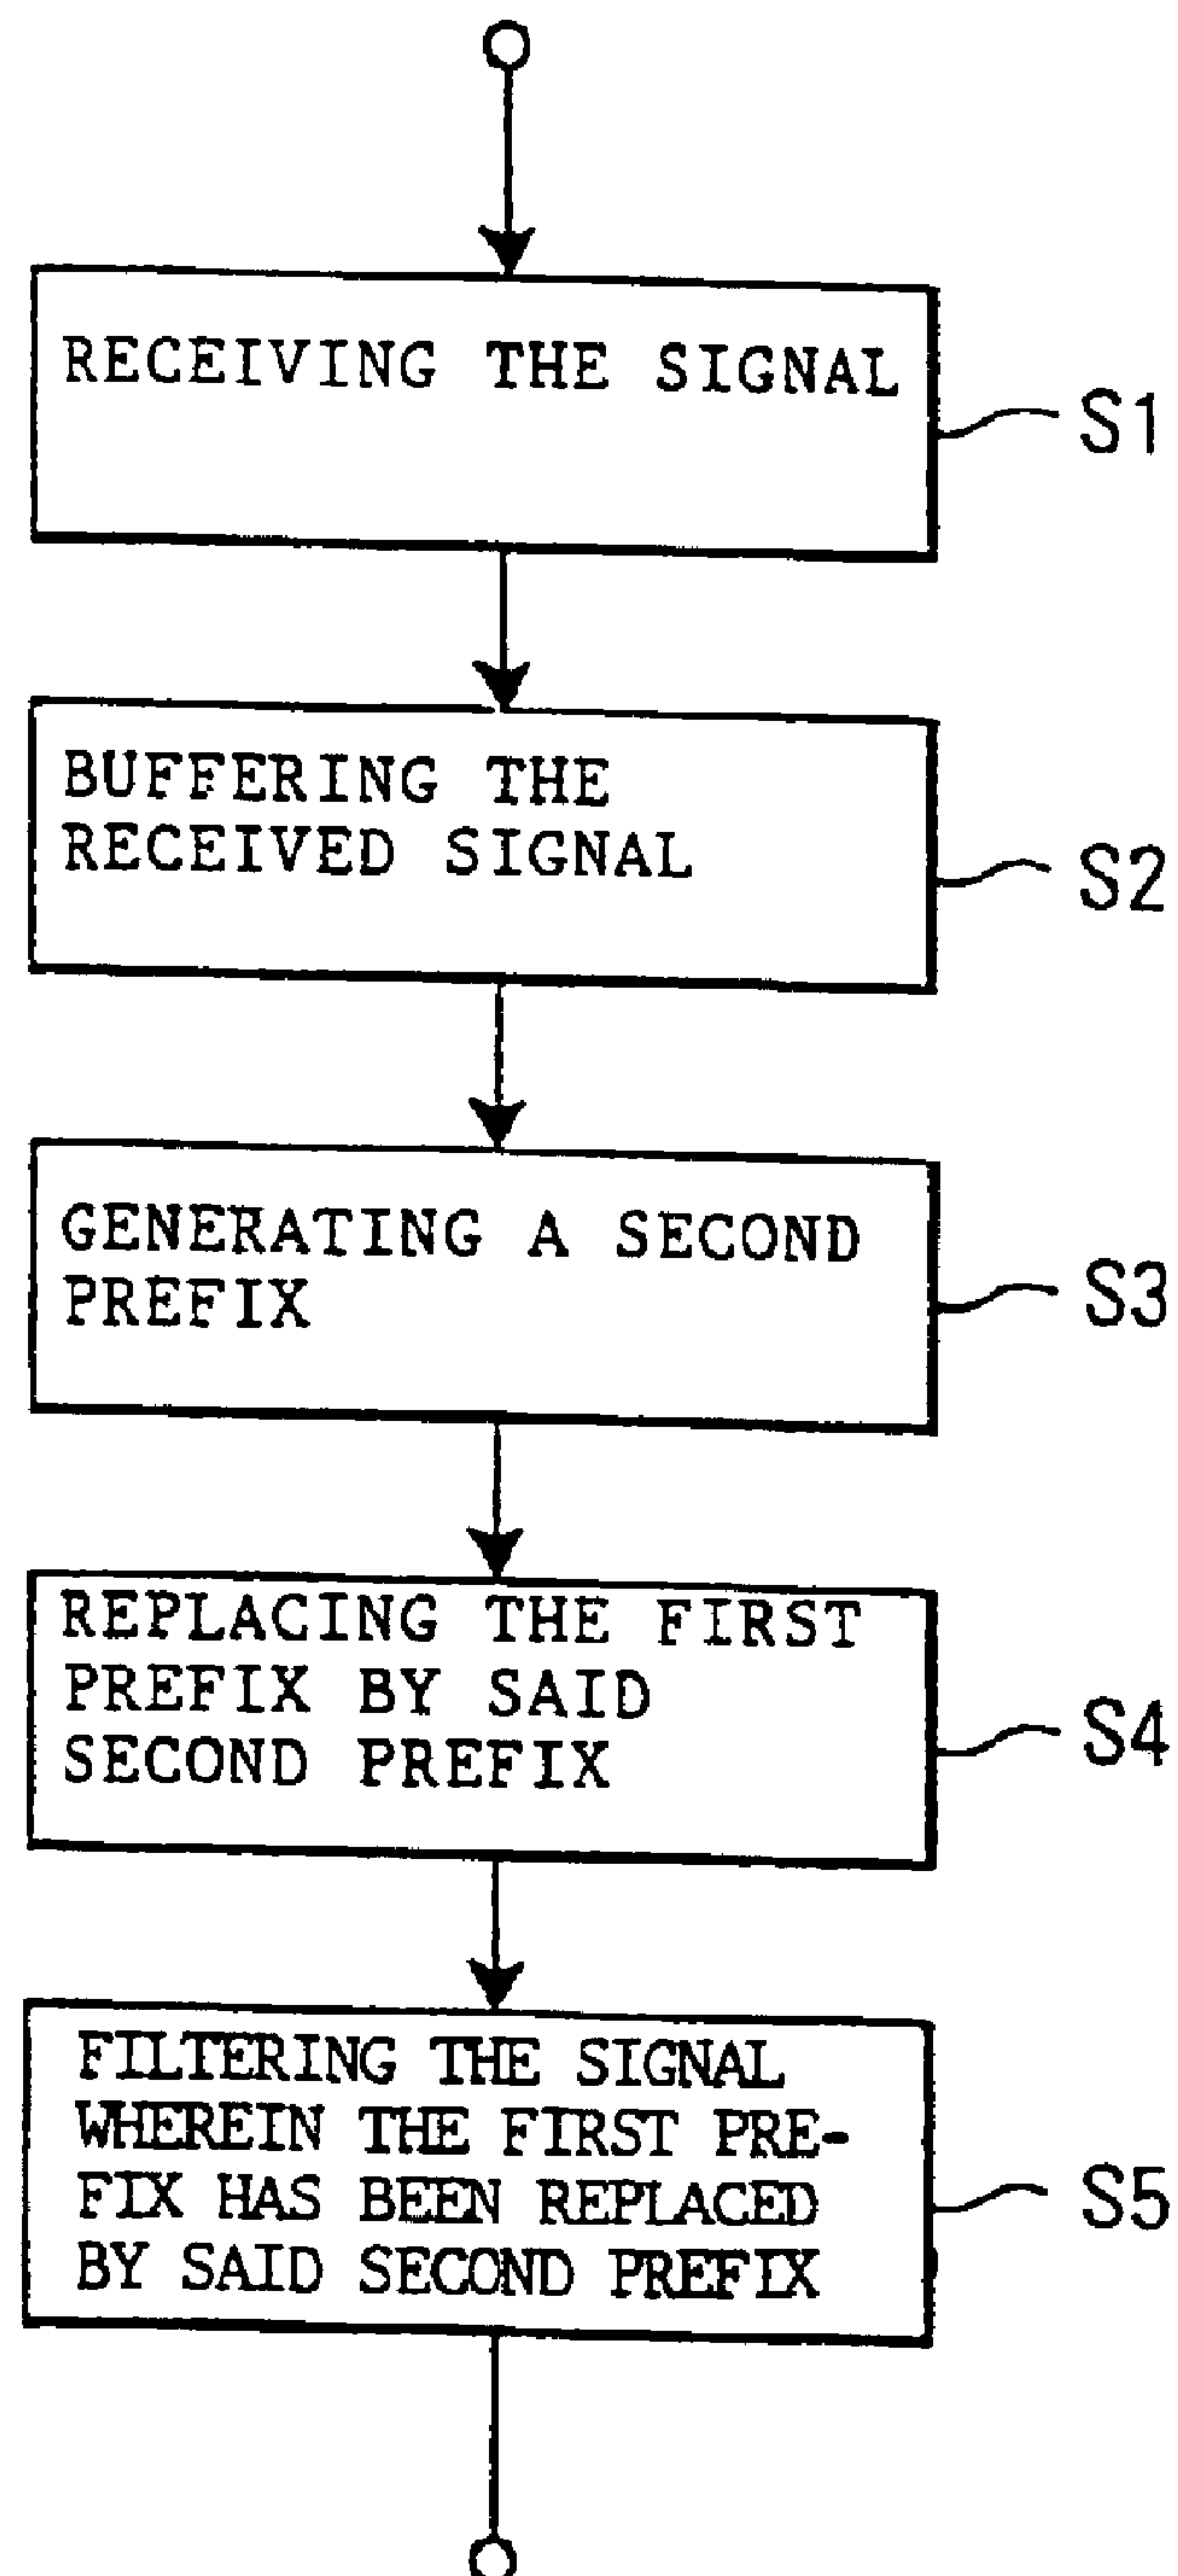 RECEIVING THE SIGNAL
S1
BUFFERING THE
RECEIVED SIGNAL
S2
GENERATING A SECOND
PREFIX
S3
REPLACING THE FIRST
PREFIX BY SAID
SECOND PREFIX
S4
FILTERING THE SIGNAL
WHEREIN THE FIRST PRE-
FIX HAS BEEN REPLACED
BY SAID SECOND PREFIX
S5